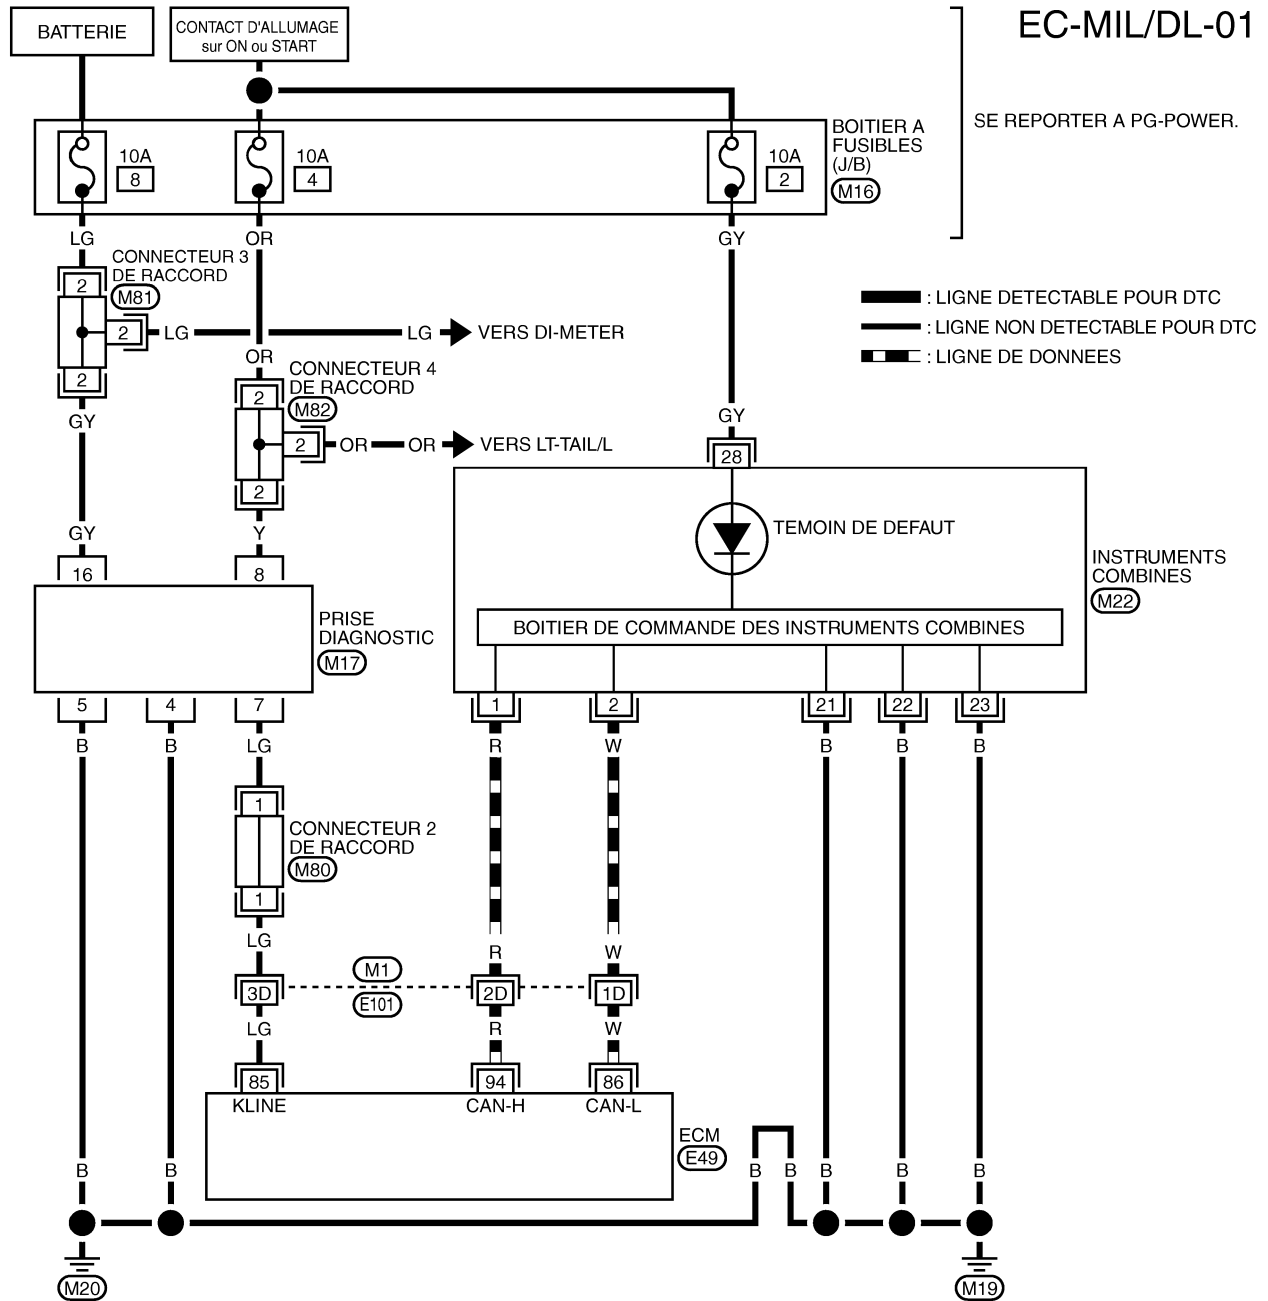 EC-MIL/DL-01
BATTERIE
CONTACT D'ALLUMAGE
sur ON ou START
SE REPORTER A PG-POWER.
BOITIER A
FUSIBLES
(J/B)
M16
10A
8
10A
4
10A
2
LG
OR
GY
CONNECTEUR 3
DE RACCORD
M81
2
2
LG
LG
VERS DI-METER
2
: LIGNE DETECTABLE POUR DTC
: LIGNE NON DETECTABLE POUR DTC
: LIGNE DE DONNEES
OR
CONNECTEUR 4
DE RACCORD
M82
2
2
OR
OR
VERS LT-TAIL/L
2
GY
GY
28
GY
Y
16
8
TEMOIN DE DEFAUT
INSTRUMENTS
COMBINES
M22
PRISE
DIAGNOSTIC
M17
BOITIER DE COMMANDE DES INSTRUMENTS COMBINES
5
4
7
1
2
21
22
23
B
B
LG
R
W
B
B
B
1
CONNECTEUR 2
DE RACCORD
M80
1
LG
R
W
M1
3D
2D
1D
E101
LG
R
W
85
94
86
KLINE
CAN-H
CAN-L
ECM
E49
B
B
B
B
B
B
B
M20
M19